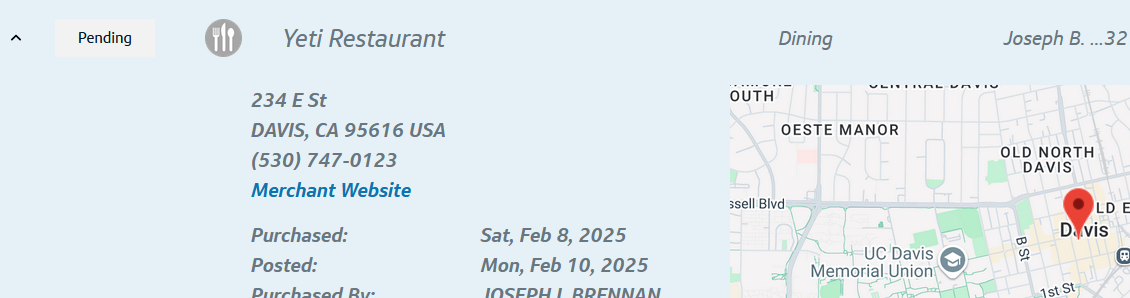 Pending Yeti Restaurant Dining Joseph B. ...32
234 E St
DAVIS, CA 95616 USA
(530) 747-0123
Merchant Website
Purchased: Sat, Feb 8, 2025
Posted: Mon, Feb 10, 2025
Purchased By: JOSEPH L BRENNAN
CENTRAL DAVIS
OUTH
OESTE MANOR
OLD NORTH
DAVIS
ssell Blvd
LD E
Davis
B St
UC Davis
Memorial Union
1st St